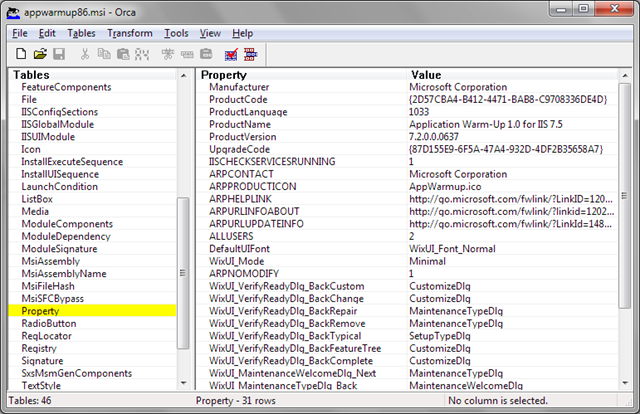 appwarmup86.msi - Orca
File Edit Tables Transform Tools View Help
Tables
FeatureComponents
File
IISConfigSections
IISGlobalModule
IISUIModule
Icon
InstallExecuteSequence
InstallUISequence
LaunchCondition
ListBox
Media
ModuleComponents
ModuleDependency
ModuleSignature
MsiAssembly
MsiAssemblyName
MsiFileHash
MsiSFCBypass
Property
RadioButton
RegLocator
Registry
Signature
SxsMsmGenComponents
TextStyle
Property Value
Manufacturer Microsoft Corporation
ProductCode {2D57CBA4-B412-4471-BAB8-C9708336DE4D}
ProductLanguage 1033
ProductName Application Warm-Up 1.0 for IIS 7.5
ProductVersion 7.2.0.0.0637
UpgradeCode {87D155E9-6F5A-47A4-932D-4DF2B35658A7}
IISCHECKSERVICESRUNNING 1
ARPCONTACT Microsoft Corporation
ARPPRODUCTICON AppWarmup.ico
ARPHELPLINK http://go.microsoft.com/fwlink/?LinkID=120...
ARPURLINFOABOUT http://go.microsoft.com/fwlink/?linkid=1202...
ARPURLUPDATEINFO http://go.microsoft.com/fwlink/?LinkId=148...
ALLUSERS 2
DefaultUIFont WixUI_Font_Normal
WixUI_Mode Minimal
ARPNOMODIFY 1
WixUI_VerifyReadyDlg_BackCustom CustomizeDlg
WixUI_VerifyReadyDlg_BackChange CustomizeDlg
WixUI_VerifyReadyDlg_BackRepair MaintenanceTypeDlg
WixUI_VerifyReadyDlg_BackRemove MaintenanceTypeDlg
WixUI_VerifyReadyDlg_BackTypical SetupTypeDlg
WixUI_VerifyReadyDlg_BackFeatureTree CustomizeDlg
WixUI_VerifyReadyDlg_BackComplete CustomizeDlg
WixUI_MaintenanceWelcomeDlg_Next MaintenanceTypeDlg
WixUI_MaintenanceTypeDlg_Back MaintenanceWelcomeDlg
Tables: 46 Property - 31 rows No column is selected.